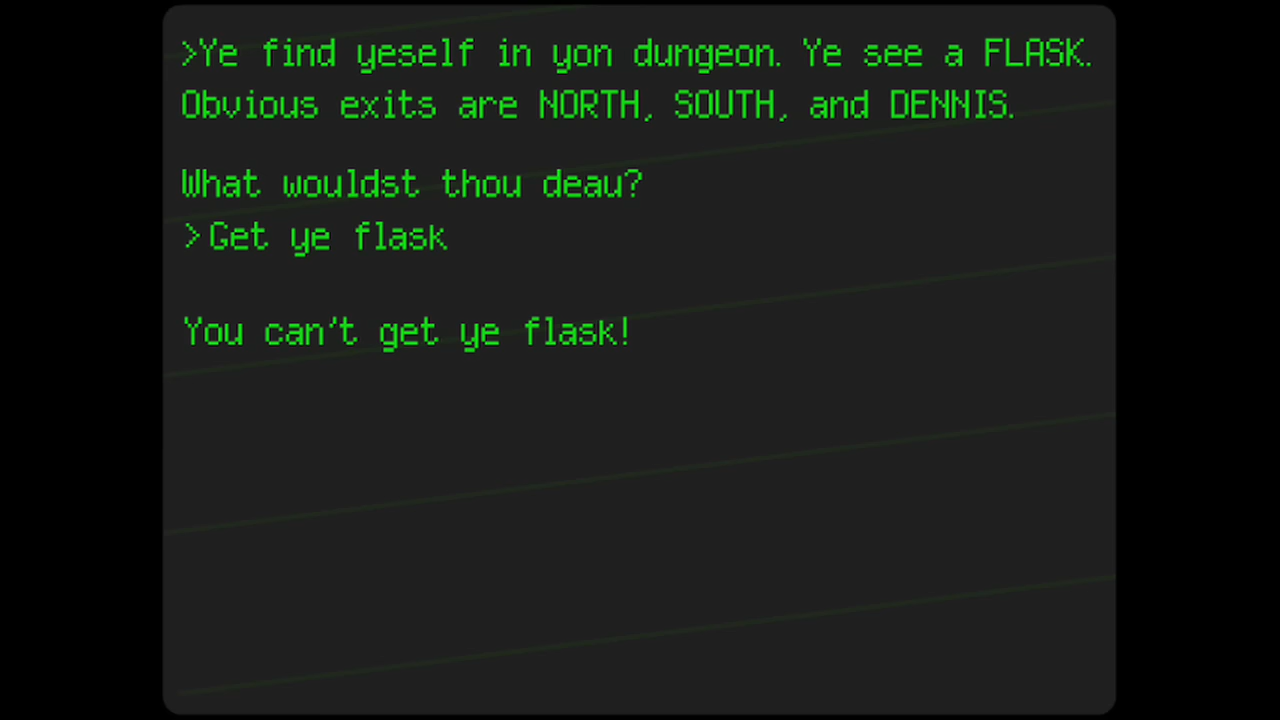 >Ye find yeself in yon dungeon. Ye see a FLASK.
Obvious exits are NORTH, SOUTH, and DENNIS.
What wouldst thou deau?
>Get ye flask
You can't get ye flask!